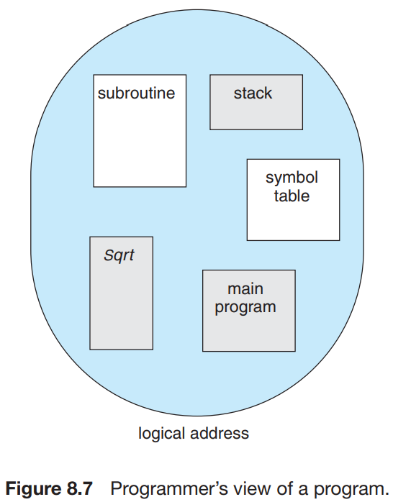 subroutine
stack
symbol
table
Sqrt
main
program
logical address
Figure 8.7 Programmer's view of a program.